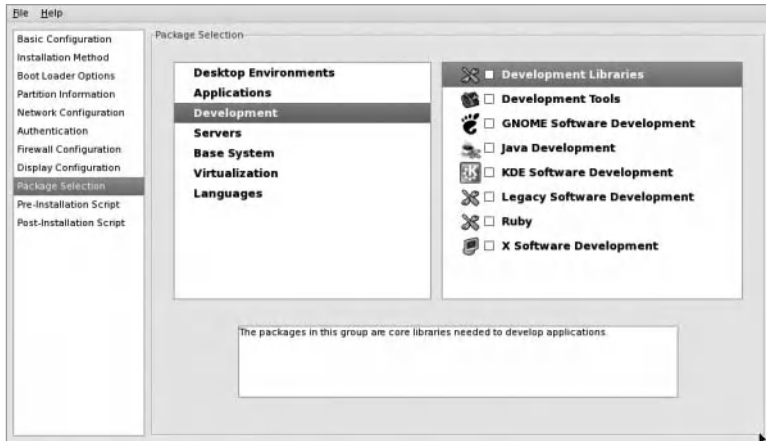 File Help
Basic Configuration
Installation Method
Boot Loader Options
Partition Information
Network Configuration
Authentication
Firewall Configuration
Display Configuration
Package Selection
Pre-Installation Script
Post-Installation Script
Package Selection
Desktop Environments
Applications
Development
Servers
Base System
Virtualization
Languages
Development Libraries
Development Tools
GNOME Software Development
Java Development
KDE Software Development
Legacy Software Development
Ruby
X Software Development
The packages in this group are core libraries needed to develop applications.